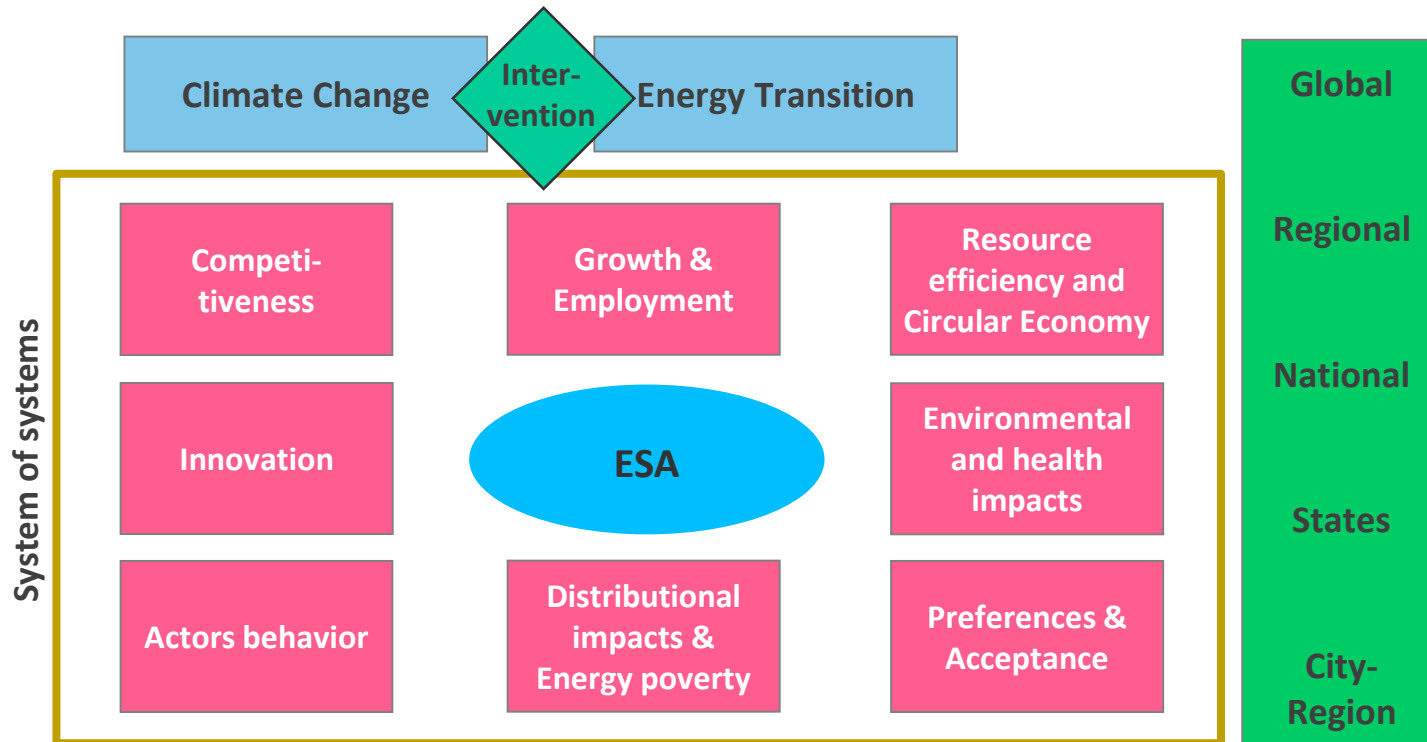 Climate Change
Inter-
vention
Energy Transition
System of systems
Competi-
tiveness
Growth &
Employment
Resource
efficiency and
Circular Economy
Innovation
ESA
Environmental
and health
impacts
Actors behavior
Distributional
impacts &
Energy poverty
Preferences &
Acceptance
Global
Regional
National
States
City-
Region